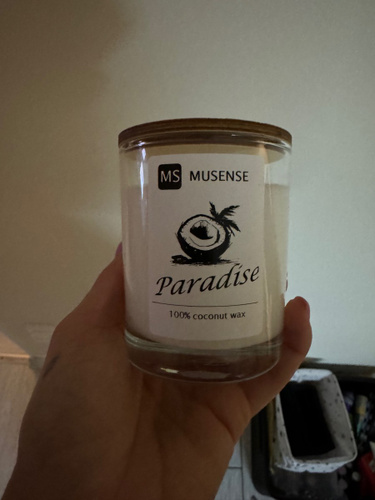 MS MUSENSE
Paradise
100% coconut wax